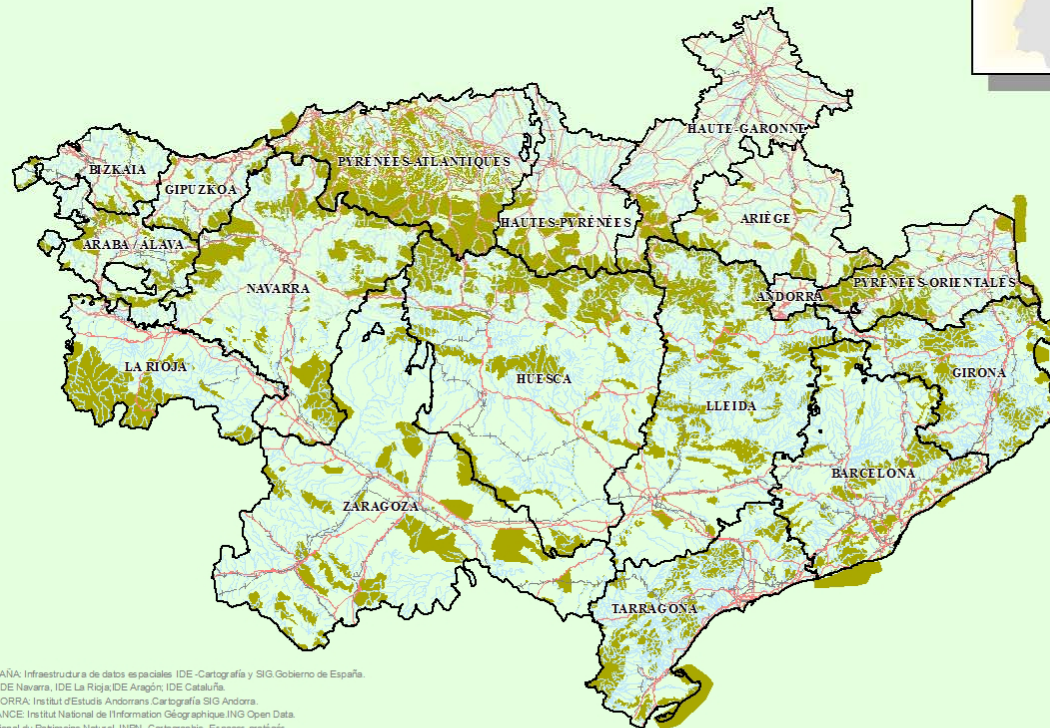 HAUTE-GARONNE
PYRÉNÉES-ATLANTIQUES
BIZKAIA
GIPUZKOA
HAUTES-PYRÉNÉES
ARIÈGE
ARABA / ÁLAVA
NAVARRA
ANDORRA
PYRÉNÉES-ORIENTALES
LA RIOJA
HUESCA
GIRONA
LLEIDA
BARCELONA
ZARAGOZA
TARRAGONA
AÑA: Infraestructura de datos espaciales IDE -Cartografía y SIG.Gobierno de España.
DE Navarra, IDE La Rioja;IDE Aragón; IDE Cataluña.
ORRA: Institut d'Estudis Andorrans.Cartografía SIG Andorra.
ANCE: Institut National de l'Information Géographique.ING Open Data.